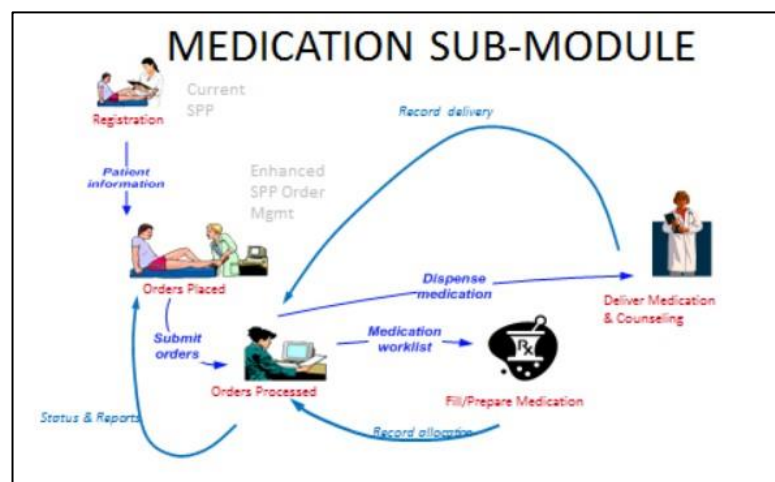 MEDICATION SUB-MODULE
Current
SPP
Registration
Record delivery
Patient
information
Enhanced
SPP Order
Mgmt
Orders Placed
Dispense
medication
Deliver Medication
& Counseling
Submit
orders
Medication
worklist
Rx
Orders Processed
Fill/Prepare Medication
Status & Reports
Record allocation